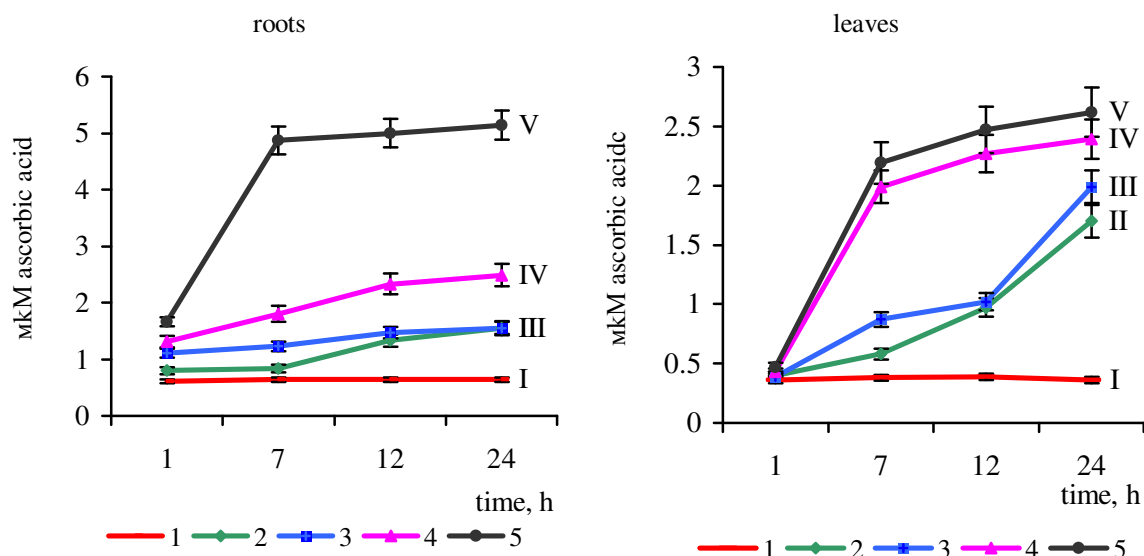 roots
мkM ascorbic acid
6
5
4
3
2
1
0
V
IV
III
I
1 7 12 24
time, h
1 2 3 4 5
leaves
мkM ascorbic acidc
3
2.5
2
1.5
1
0.5
0
V
IV
III
II
I
1 7 12 24
time, h
1 2 3 4 5